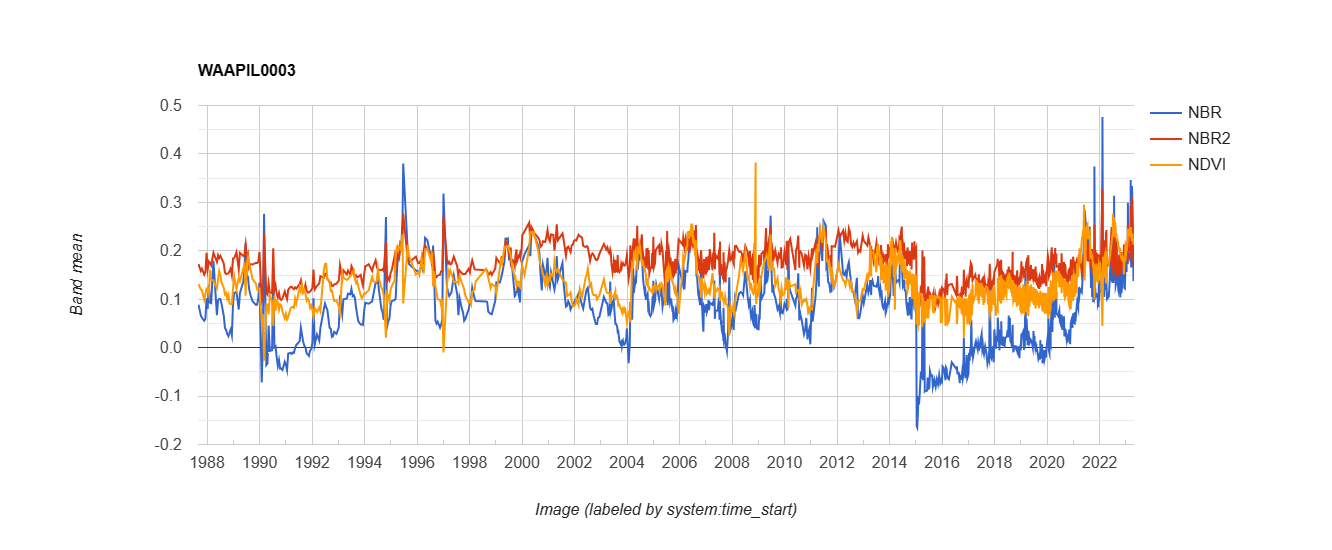 WAAPIL0003
0.5
0.4
0.3
0.2
0.1
0.0
-0.1
-0.2
Band mean
1988 1990 1992 1994 1996 1998 2000 2002 2004 2006 2008 2010 2012 2014 2016 2018 2020 2022
Image (labeled by system:time_start)
NBR
NBR2
NDVI